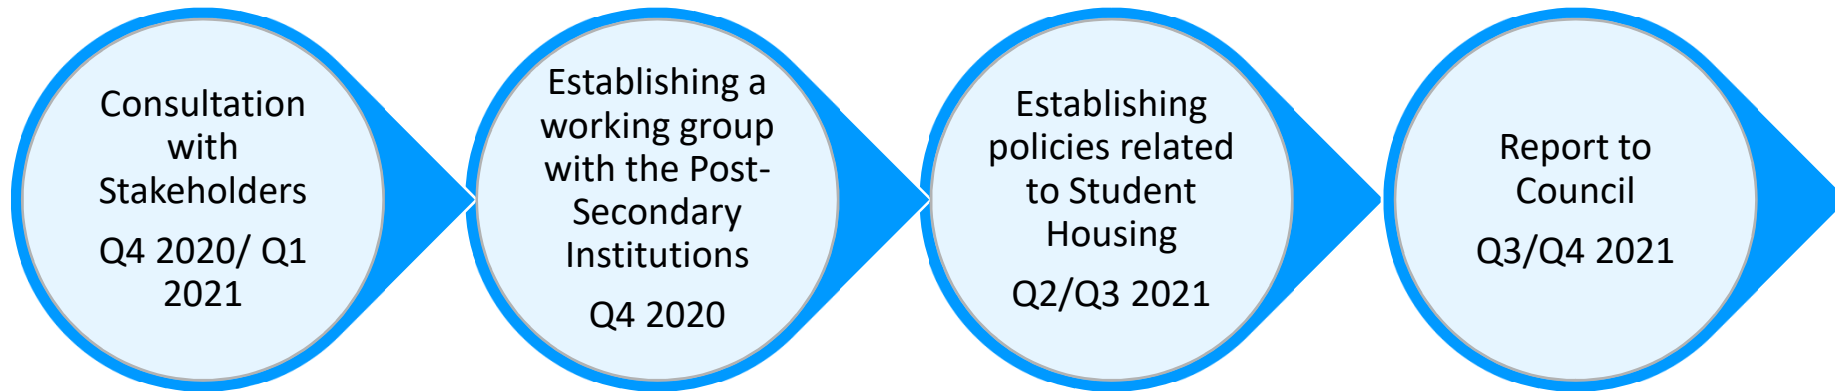 Consultation
with
Stakeholders
Q4 2020/ Q1
2021
Establishing a
working group
with the Post-
Secondary
Institutions
Q4 2020
Establishing
policies related
to Student
Housing
Q2/Q3 2021
Report to
Council
Q3/Q4 2021